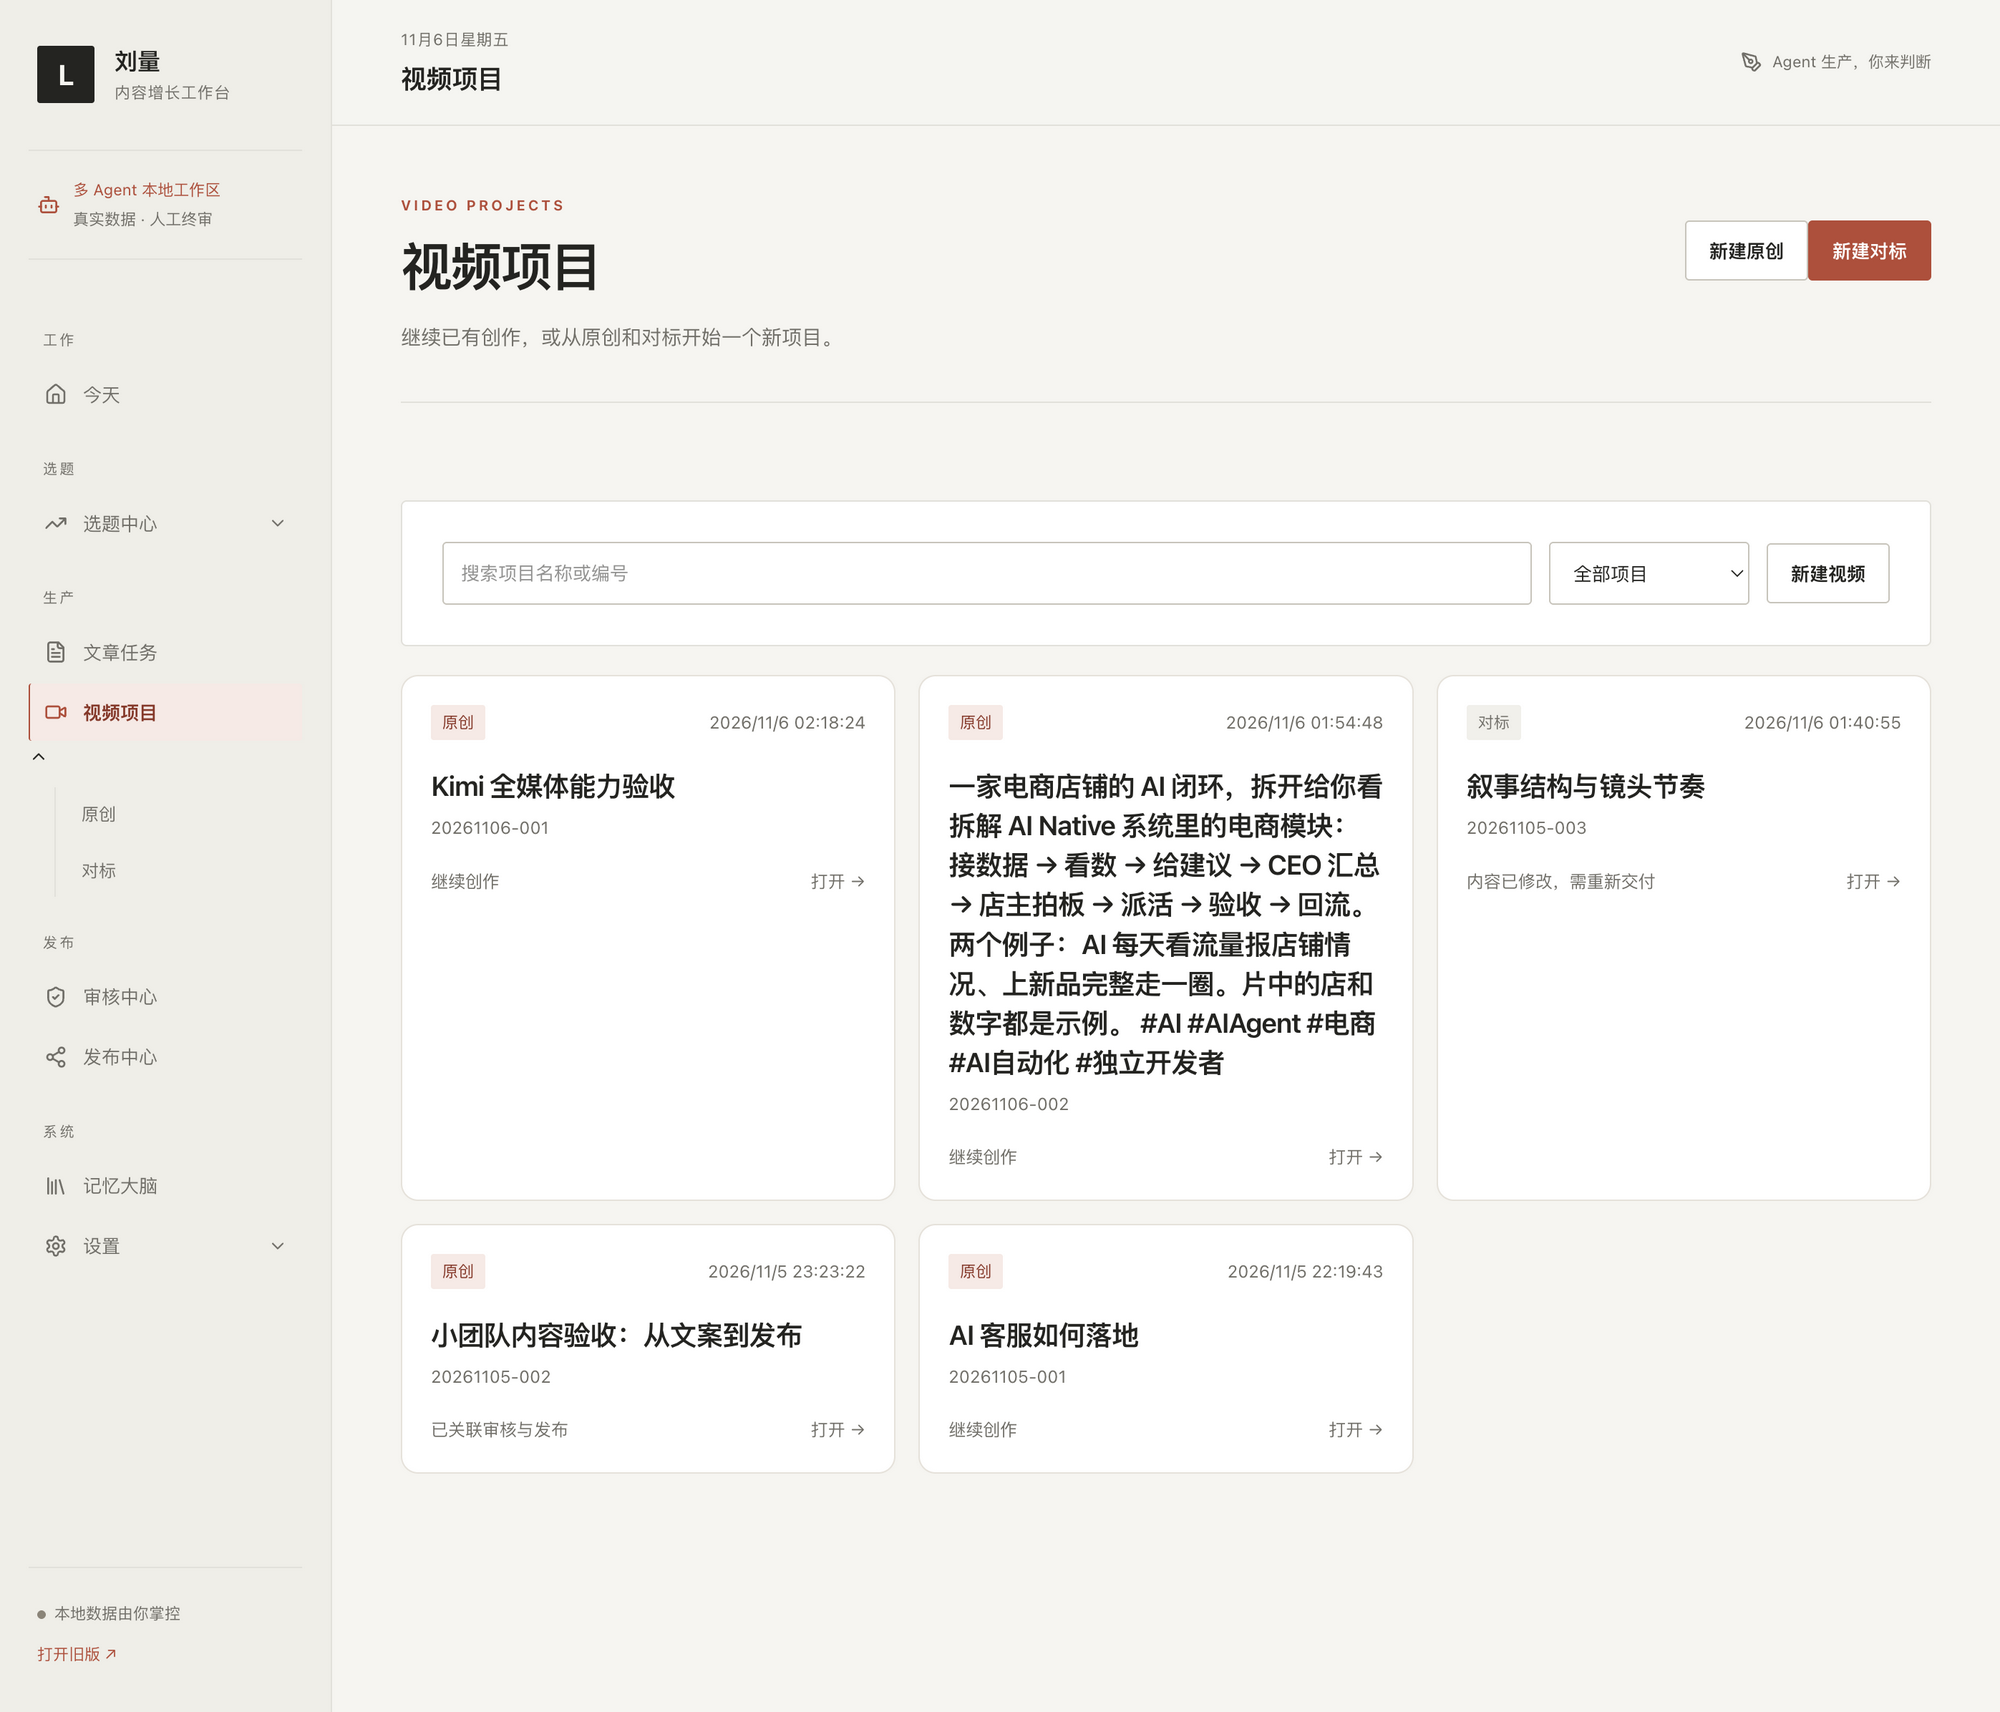 L
刘量
内容增长工作台
多 Agent 本地工作区
真实数据 · 人工终审
工作
今天
选题
选题中心
生产
文章任务
视频项目
原创
对标
发布
审核中心
发布中心
系统
记忆大脑
设置
本地数据由你掌控
打开旧版 ↗
11月6日星期五
视频项目
Agent 生产，你来判断
VIDEO PROJECTS
视频项目
继续已有创作，或从原创和对标开始一个新项目。
新建原创
新建对标
搜索项目名称或编号
全部项目
新建视频
原创
2026/11/6 02:18:24
Kimi 全媒体能力验收
20261106-001
继续创作
打开 →
原创
2026/11/6 01:54:48
一家电商店铺的 AI 闭环，拆开给你看
拆解 AI Native 系统里的电商模块：
接数据 → 看数 → 给建议 → CEO 汇总
→ 店主拍板 → 派活 → 验收 → 回流。
两个例子：AI 每天看流量报店铺情
况、上新品完整走一圈。片中的店和
数字都是示例。 #AI #AIAgent #电商
#AI自动化 #独立开发者
20261106-002
继续创作
打开 →
对标
2026/11/6 01:40:55
叙事结构与镜头节奏
20261105-003
内容已修改，需重新交付
打开 →
原创
2026/11/5 23:23:22
小团队内容验收：从文案到发布
20261105-002
已关联审核与发布
打开 →
原创
2026/11/5 22:19:43
AI 客服如何落地
20261105-001
继续创作
打开 →